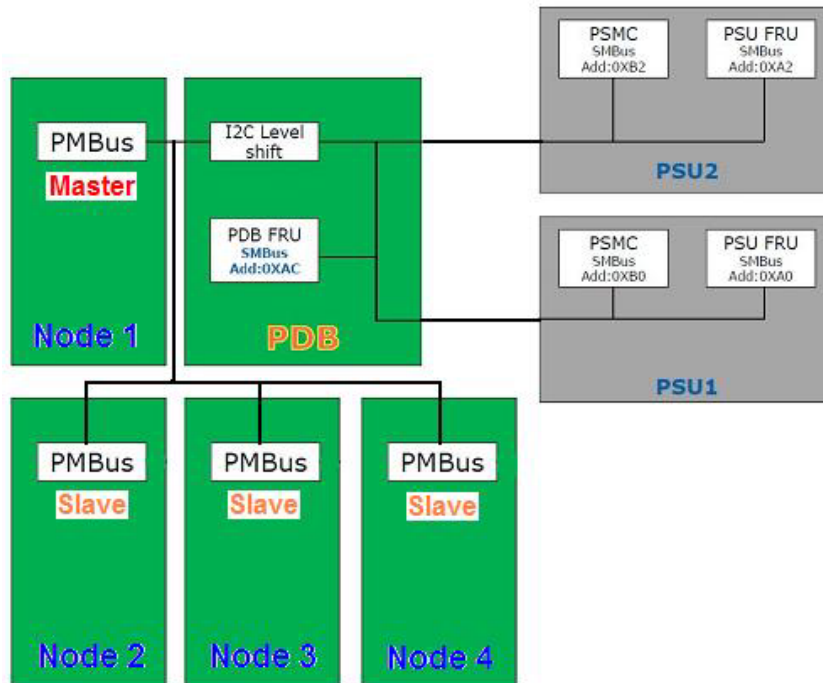 PSMC
SMBus
Add:0XB2
PSU FRU
SMBus
Add:0XA2
PSU2
PMBus
Master
Node 1
I2C Level
shift
PDB FRU
SMBus
Add:0XAC
PDB
PSMC
SMBus
Add:0XB0
PSU FRU
SMBus
Add:0XA0
PSU1
PMBus
Slave
Node 2
PMBus
Slave
Node 3
PMBus
Slave
Node 4